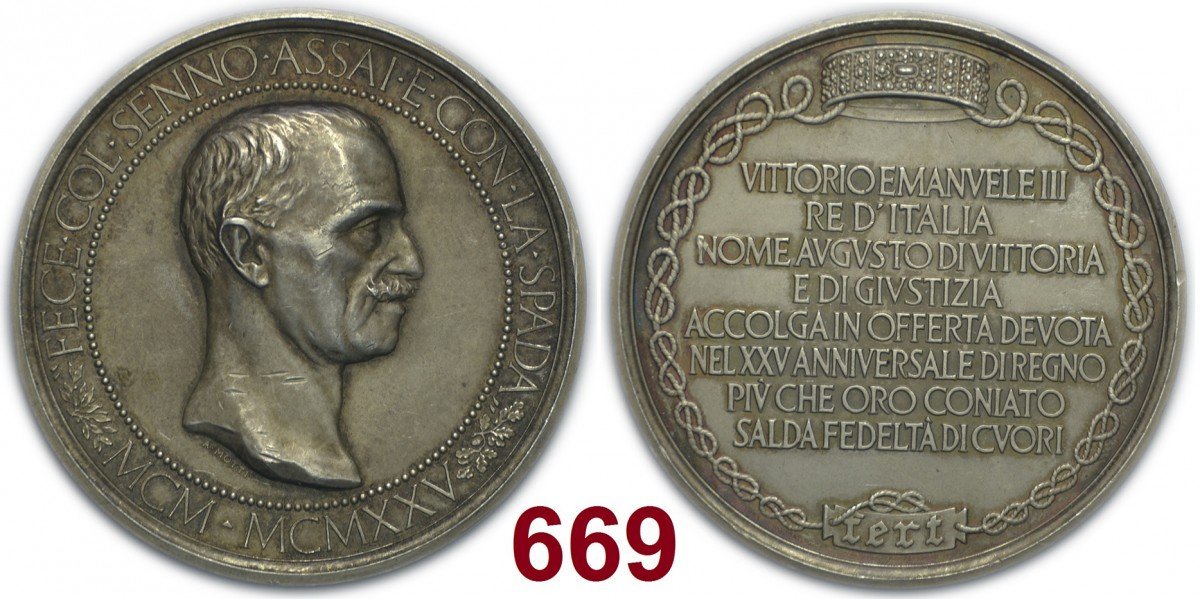 FECE · COL · SENNO · ASSAI · E · CON · LA · SPADA
MCM · MCMXXV
VITTORIO EMANVELE III
RE D'ITALIA
NOME AVGVSTO DI VITTORIA
E DI GIVSTIZIA
ACCOLGA IN OFFERTA DEVOTA
NEL XXV ANNIVERSALE DI REGNO
PIV CHE ORO CONIATO
SALDA FEDELTÀ DI CVORI
fert
669